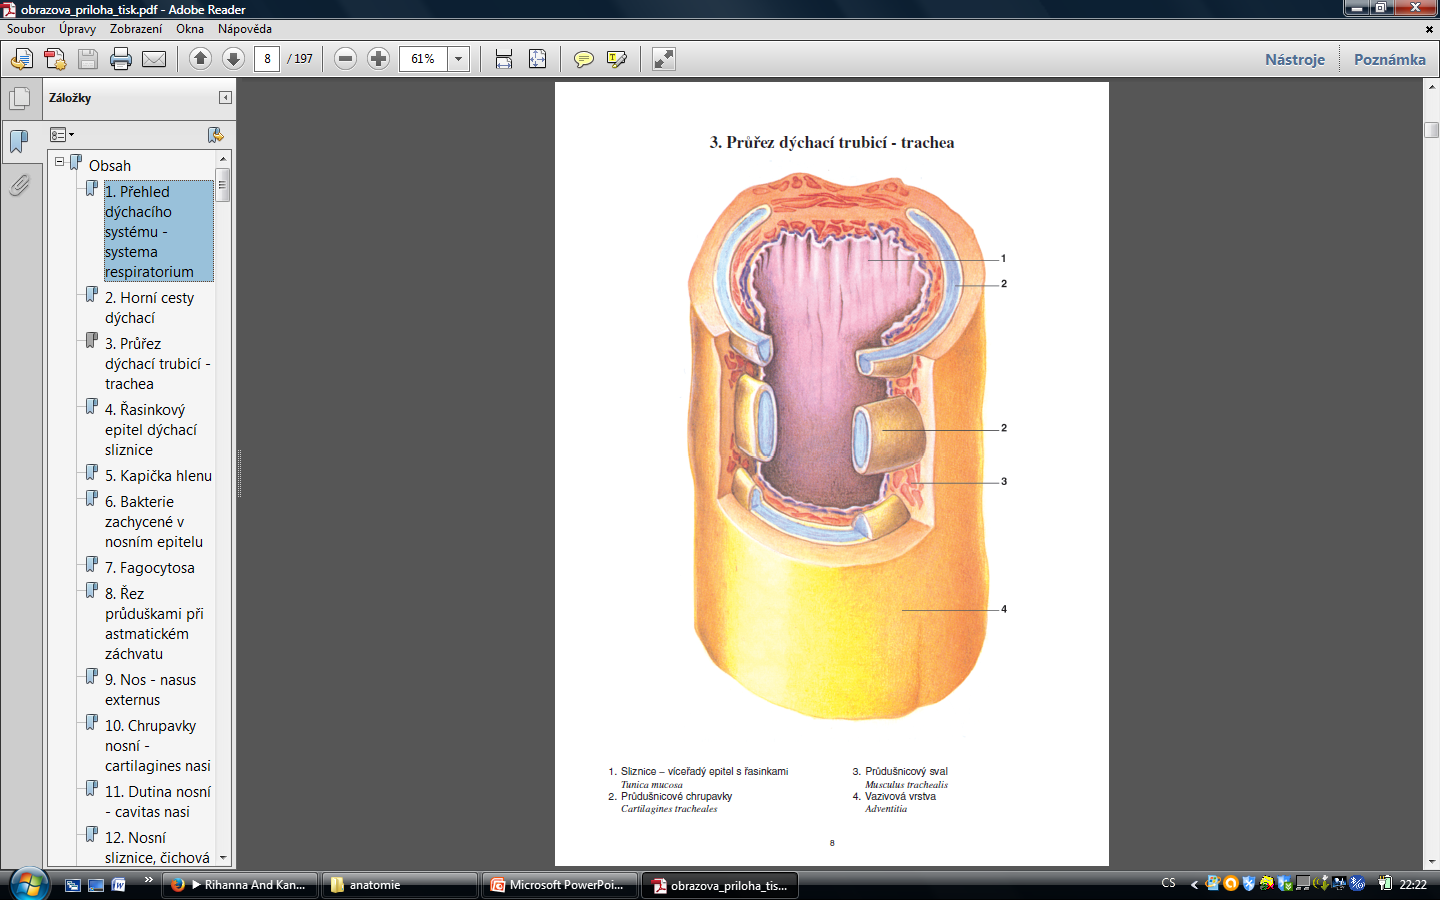 obrazova_priloha_tisk.pdf - Adobe Reader
Soubor Úpravy Zobrazení Okna Nápověda
8 / 197 61% Nástroje Poznámka
Záložky
Obsah
1. Přehled
dýchacího
systému -
systema
respiratorium
2. Horní cesty
dýchací
3. Průřez
dýchací trubicí -
trachea
4. Řasinkový
epitel dýchací
sliznice
5. Kapička hlenu
6. Bakterie
zachycené v
nosním epitelu
7. Fagocytosa
8. Řez
průduškami při
astmatickém
záchvatu
9. Nos - nasus
externus
10. Chrupavky
nosní -
cartilagines nasi
11. Dutina nosní
- cavitas nasi
12. Nosní
sliznice, čichová
3. Průřez dýchací trubicí - trachea
1
2
2
3
4
1. Sliznice – víceřadý epitel s řasinkami
Tunica mucosa
2. Průdušnicové chrupavky
Cartilagines tracheales
3. Průdušnicový sval
Musculus trachealis
4. Vazivová vrstva
Adventitia
8
» Rihanna And Kan... anatomie Microsoft PowerPoi... obrazova_priloha_tis... CS 22:22